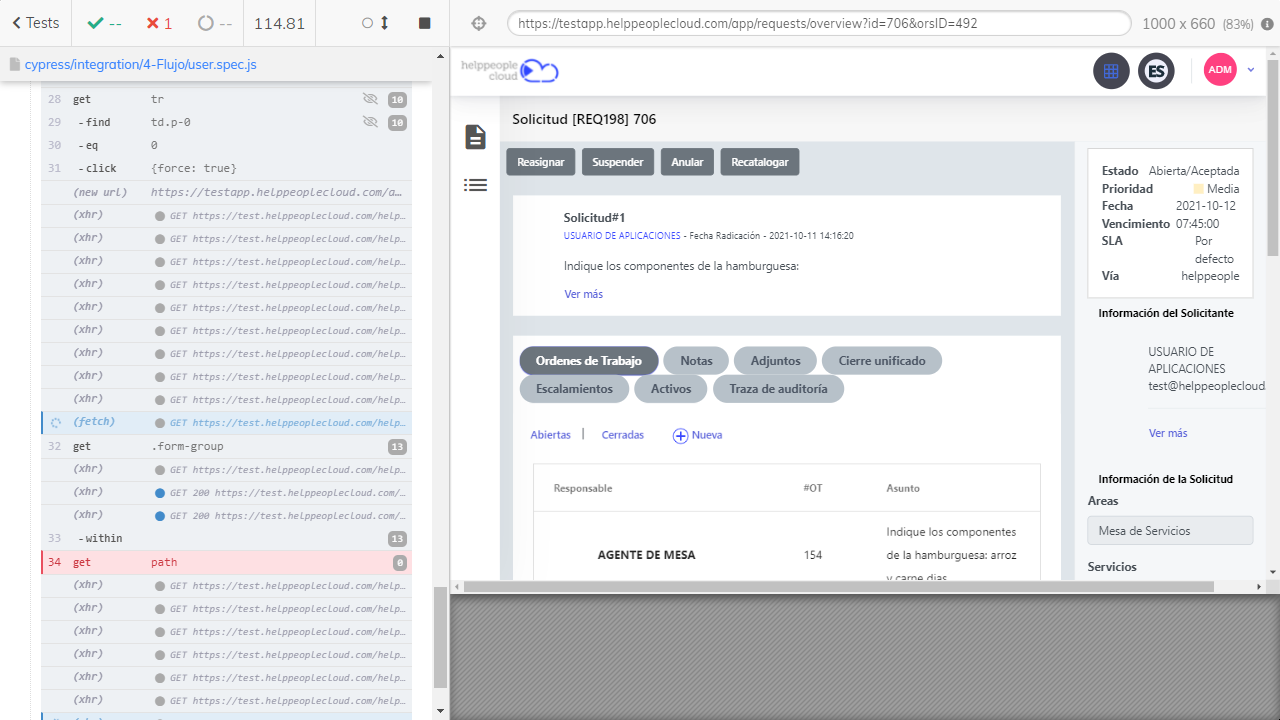 Tests
--
1
--
114.81
https://testapp.helppeoplecloud.com/app/requests/overview?id=706&orsID=492
1000 x 660 (83%)
cypress/integration/4-Flujo/user.spec.js
28 get tr 10
29 -find td.p-0 10
30 -eq 0
31 -click {force: true}
(new url) https://testapp.helppeoplecloud.com/a…
(xhr) GET https://test.helppeoplecloud.com/help…
(xhr) GET https://test.helppeoplecloud.com/help…
(xhr) GET https://test.helppeoplecloud.com/help…
(xhr) GET https://test.helppeoplecloud.com/help…
(xhr) GET https://test.helppeoplecloud.com/help…
(xhr) GET https://test.helppeoplecloud.com/help…
(xhr) GET https://test.helppeoplecloud.com/help…
(xhr) GET https://test.helppeoplecloud.com/help…
(xhr) GET https://test.helppeoplecloud.com/help…
(fetch) GET https://test.helppeoplecloud.com/help…
32 get .form-group 13
(xhr) GET https://test.helppeoplecloud.com/help…
(xhr) GET 200 https://test.helppeoplecloud.com/…
(xhr) GET 200 https://test.helppeoplecloud.com/…
33 -within 13
34 get path 0
(xhr) GET https://test.helppeoplecloud.com/help…
(xhr) GET https://test.helppeoplecloud.com/help…
(xhr) GET https://test.helppeoplecloud.com/help…
(xhr) GET https://test.helppeoplecloud.com/help…
(xhr) GET https://test.helppeoplecloud.com/help…
(xhr) GET https://test.helppeoplecloud.com/help…
helppeople
cloud
ES
ADM
Solicitud [REQ198] 706
Reasignar Suspender Anular Recatalogar
Solicitud#1
USUARIO DE APLICACIONES - Fecha Radicación - 2021-10-11 14:16:20
Indique los componentes de la hamburguesa:
Ver más
Ordenes de Trabajo Notas Adjuntos Cierre unificado
Escalamientos Activos Traza de auditoría
Abiertas | Cerradas Nueva
Responsable #OT Asunto
AGENTE DE MESA 154
Indique los componentes
de la hamburguesa: arroz
y carne dias
Estado Abierta/Aceptada
Prioridad Media
Fecha 2021-10-12
Vencimiento 07:45:00
SLA Por
defecto
Vía helppeople
Información del Solicitante
USUARIO DE
APLICACIONES
test@helppeoplecloud.
Ver más
Información de la Solicitud
Areas
Mesa de Servicios
Servicios